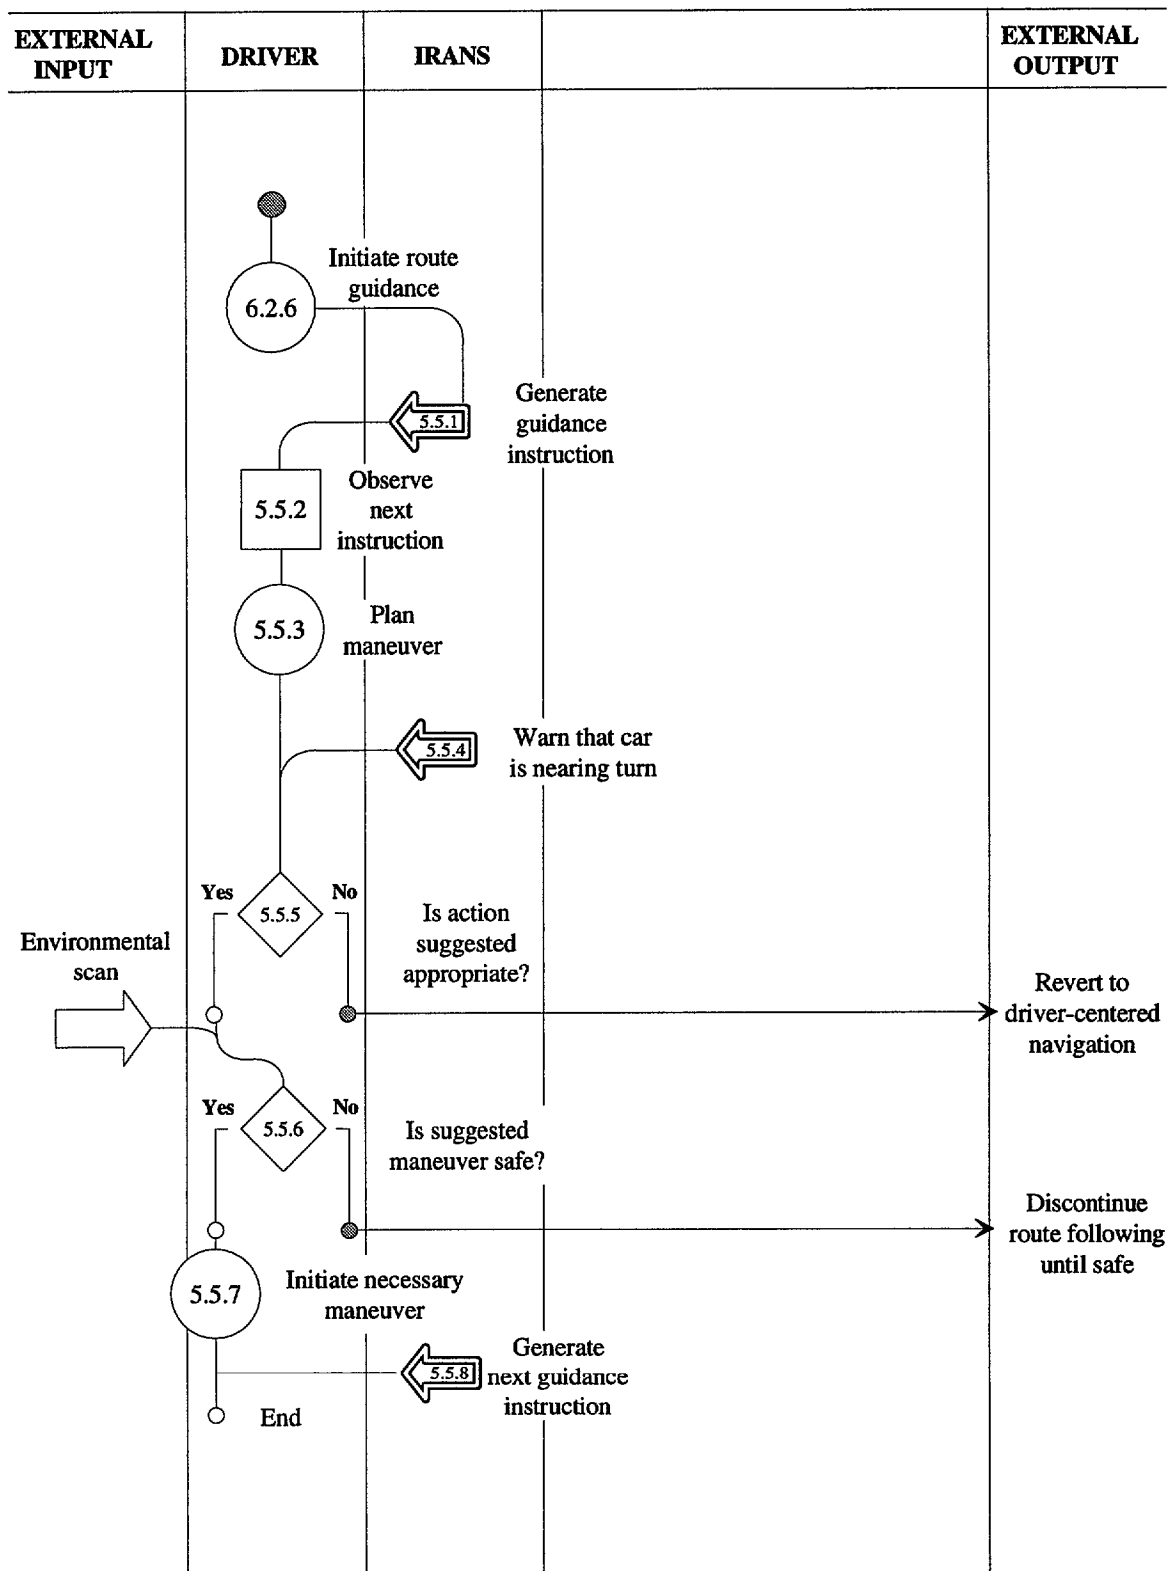 EXTERNAL
INPUT
DRIVER
IRANS
EXTERNAL
OUTPUT
Initiate route
guidance
6.2.6
Generate
guidance
instruction
5.5.1
Observe
next
instruction
5.5.2
Plan
maneuver
5.5.3
Warn that car
is nearing turn
5.5.4
Yes
No
5.5.5
Is action
suggested
appropriate?
Environmental
scan
Revert to
driver-centered
navigation
Yes
No
5.5.6
Is suggested
maneuver safe?
Discontinue
route following
until safe
5.5.7
Initiate necessary
maneuver
Generate
next guidance
instruction
5.5.8
End